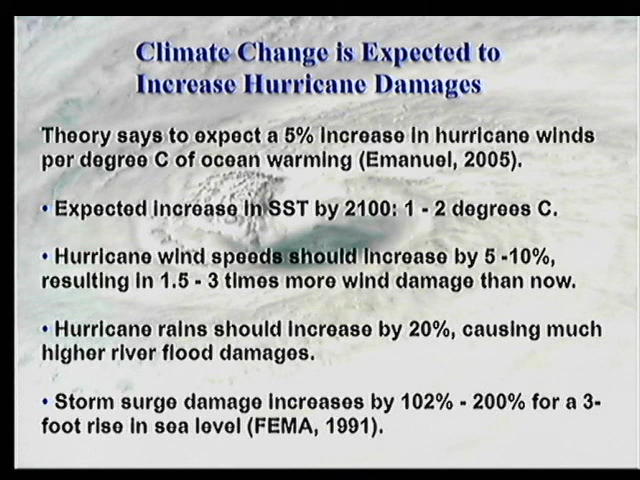 Climate Change is Expected to
Increase Hurricane Damages
Theory says to expect a 5% increase in hurricane winds
per degree C of ocean warming (Emanuel, 2005).
• Expected increase in SST by 2100: 1 - 2 degrees C.
• Hurricane wind speeds should increase by 5 -10%,
resulting in 1.5 - 3 times more wind damage than now.
• Hurricane rains should increase by 20%, causing much
higher river flood damages.
• Storm surge damage increases by 102% - 200% for a 3-
foot rise in sea level (FEMA, 1991).